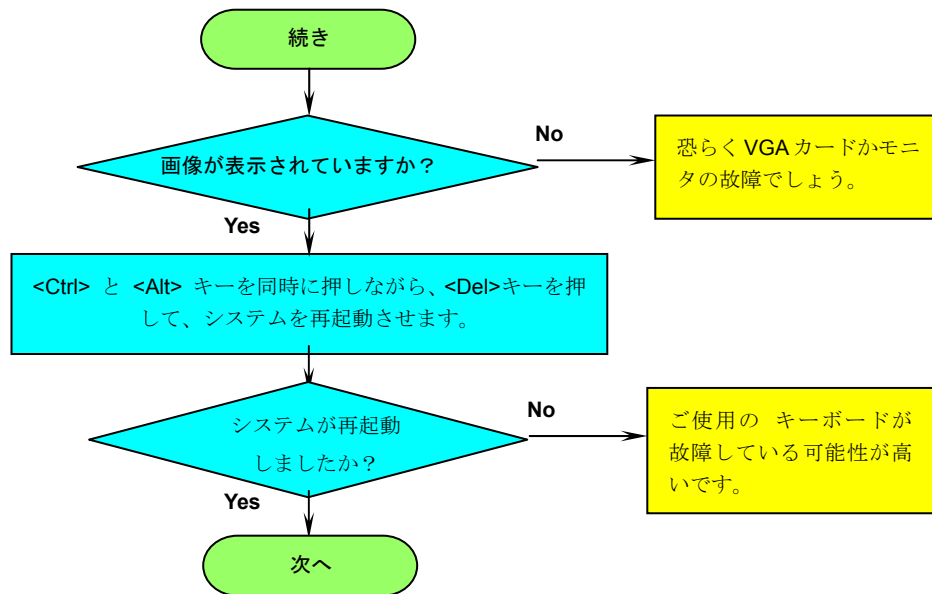 続き
画像が表示されていますか？
No
恐らく VGA カードかモニ
タの故障でしょう。
Yes
<Ctrl> と <Alt> キーを同時に押しながら、<Del>キーを押
して、システムを再起動させます。
システムが再起動
しましたか？
No
ご使用の キーボードが
故障している可能性が高
いです。
Yes
次へ